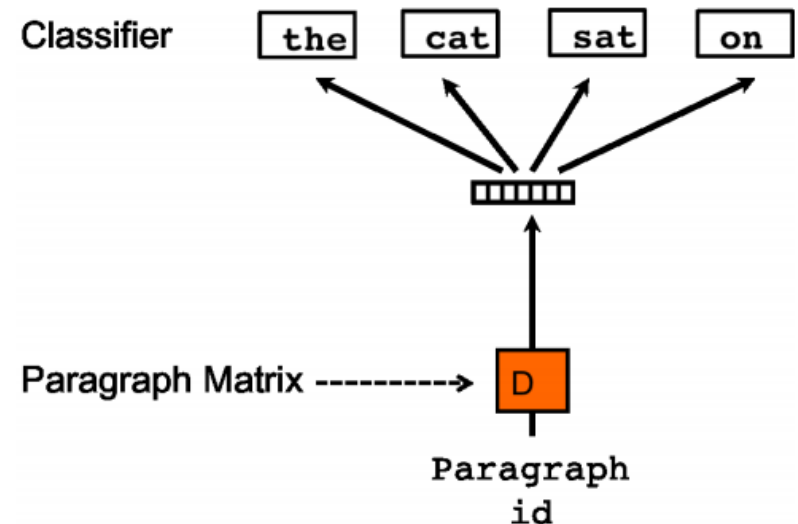 Classifier the cat sat on
Paragraph Matrix D
Paragraph
id